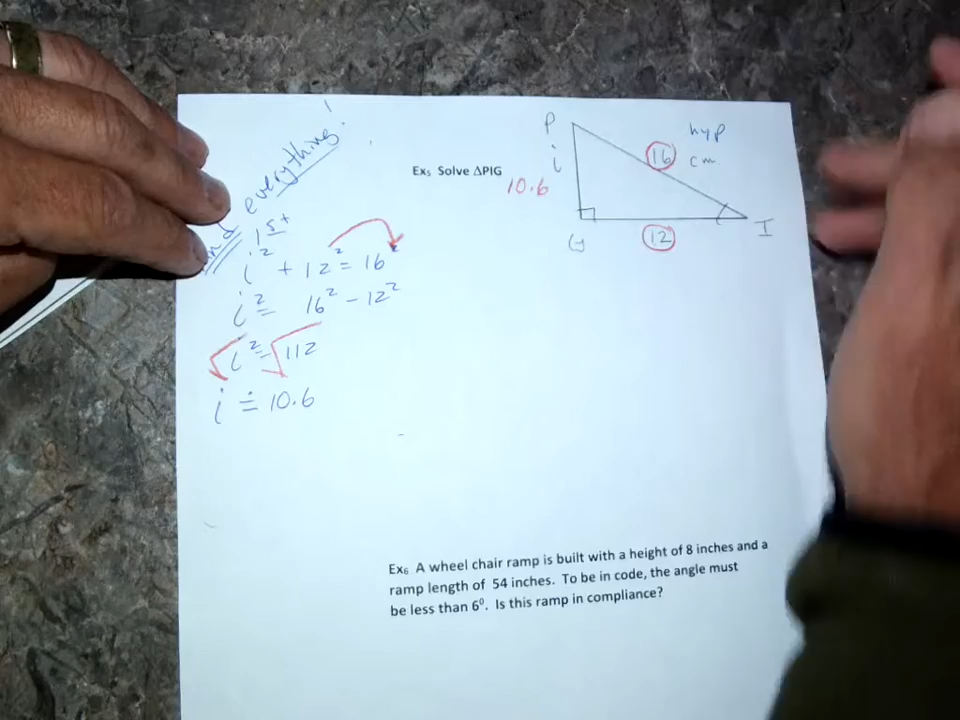 everything!
Ex₅ Solve ΔPIG
P
hyp
i
16 cm
10.6
G
12
I
1st
i² + 12² = 16²
i² = 16² - 12²
√i² = √112
i ≐ 10.6
Ex₆ A wheel chair ramp is built with a height of 8 inches and a
ramp length of 54 inches. To be in code, the angle must
be less than 6⁰. Is this ramp in compliance?